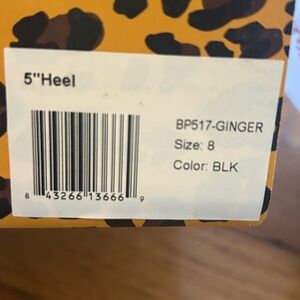 5"Heel
BP517-GINGER
Size: 8
Color: BLK
8 43266 13666 9